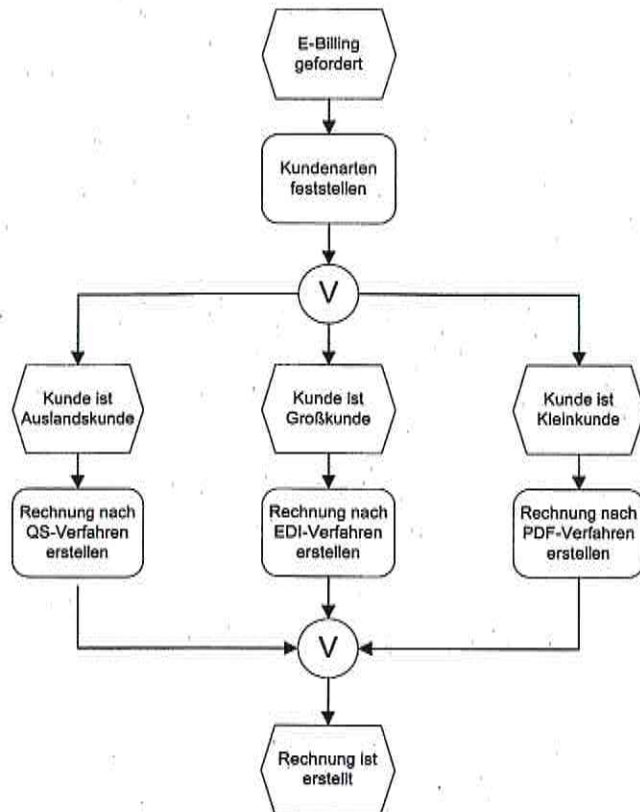 E-Billing
gefordert
Kundenarten
feststellen
V
Kunde ist
Auslandskunde
Kunde ist
Großkunde
Kunde ist
Kleinkunde
Rechnung nach
QS-Verfahren
erstellen
Rechnung nach
EDI-Verfahren
erstellen
Rechnung nach
PDF-Verfahren
erstellen
V
Rechnung ist
erstellt